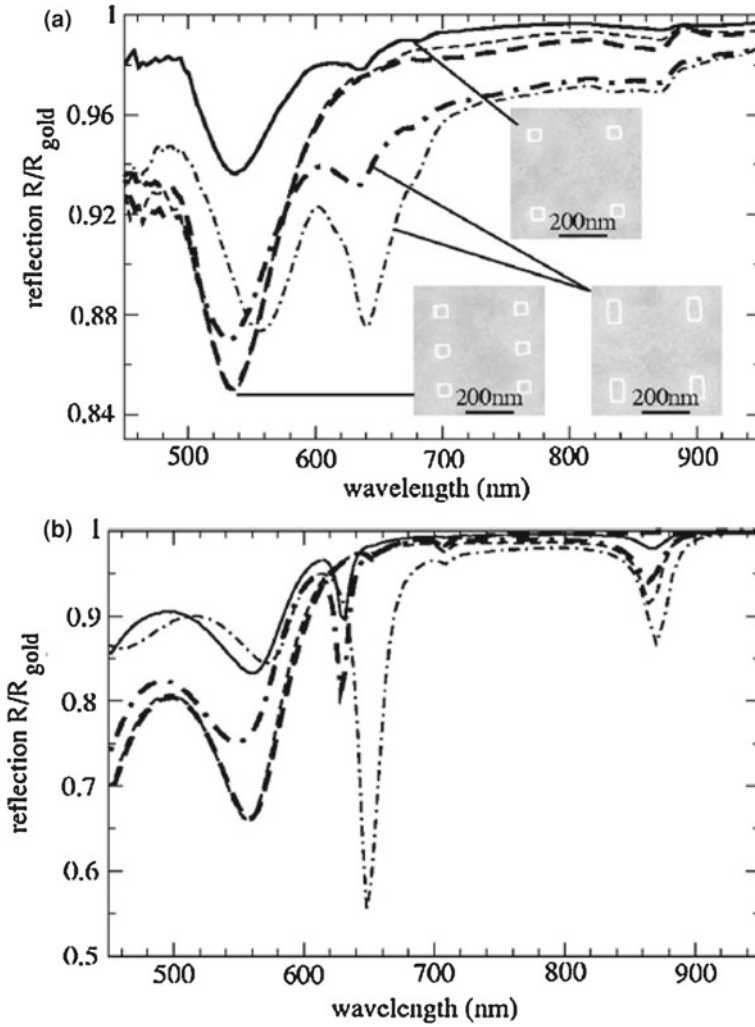 (a)
1
0.96
0.92
0.88
0.84
reflection R/R gold
200nm
200nm
200nm
500 600 700 800 900
wavelength (nm)
(b)
1
0.9
0.8
0.7
0.6
0.5
reflection R/R gold
500 600 700 800 900
wavelength (nm)